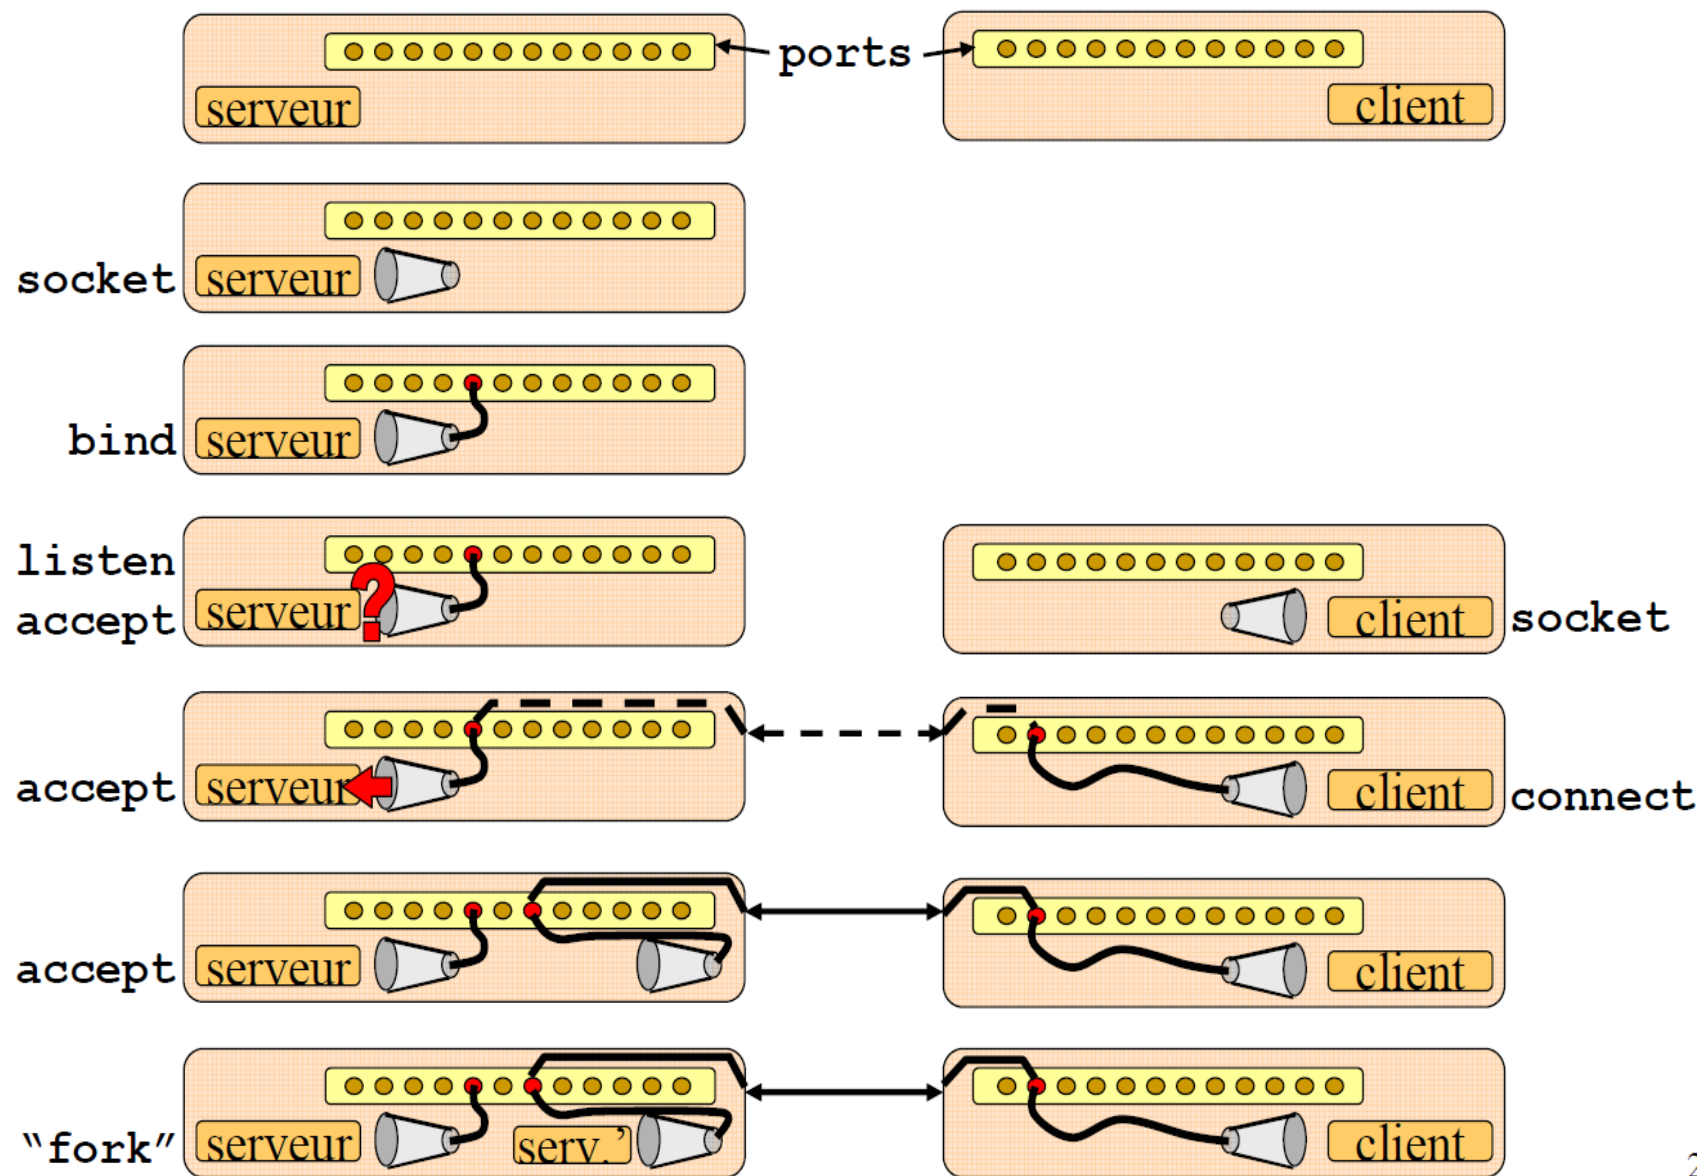 ports
serveur
client
socket
serveur
bind
serveur
listen
accept
serveur
?
client
socket
accept
serveur
client
connect
accept
serveur
client
"fork"
serveur
serv.'
client
2